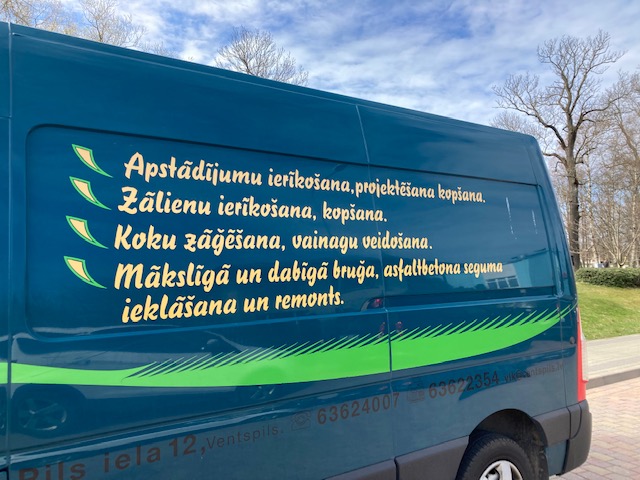 Apstādījumu ierīkošana,projektēšana kopšana.
Zālienu ierīkošana, kopšana.
Koku zāģēšana, vainagu veidošana.
Mākslīgā un dabīgā bruģa, asfaltbetona seguma
ieklāšana un remonts.
Pils iela 12, Ventspils. 63624007 63622354